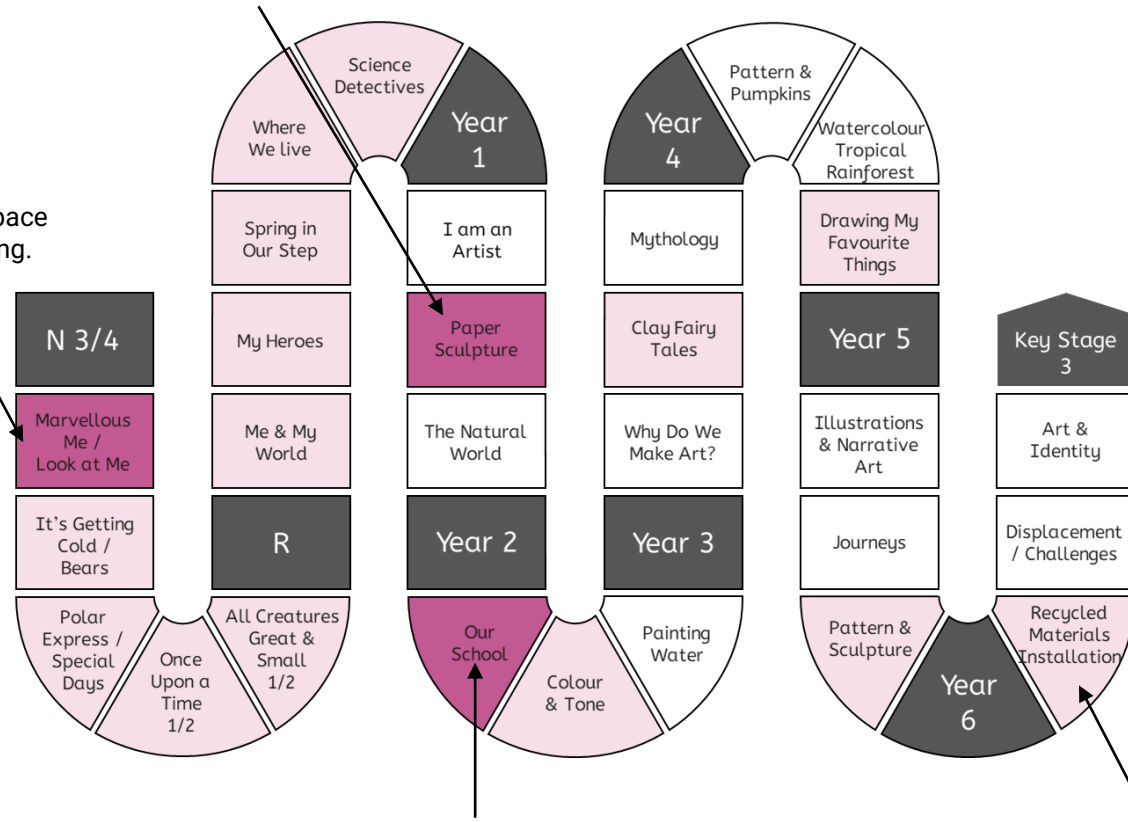 pace
ng.
N 3/4
Marvellous
Me /
Look at Me
It's Getting
Cold /
Bears
Polar
Express /
Special
Days
Once
Upon a
Time
1/2
All Creatures
Great &
Small
1/2
R
Me & My
World
My Heroes
Spring in
Our Step
Where
We live
Science
Detectives
Year
1
I am an
Artist
Paper
Sculpture
The Natural
World
Year 2
Our
School
Colour
& Tone
Painting
Water
Year 3
Why Do We
Make Art?
Clay Fairy
Tales
Mythology
Year
4
Pattern &
Pumpkins
Watercolour
Tropical
Rainforest
Drawing My
Favourite
Things
Year 5
Illustrations
& Narrative
Art
Journeys
Pattern &
Sculpture
Year
6
Recycled
Materials
Installation
Displacement
/ Challenges
Art &
Identity
Key Stage
3